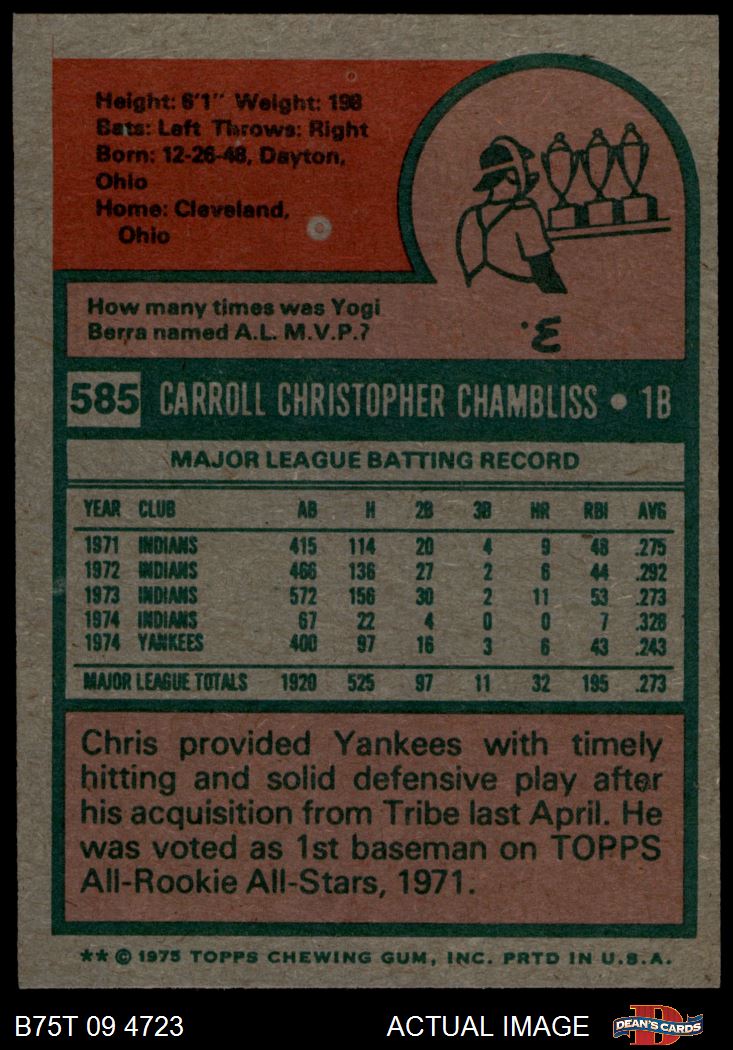 Height: 6'1" Weight: 198
Bats: Left Throws: Right
Born: 12-26-48, Dayton,
Ohio
Home: Cleveland,
Ohio
How many times was Yogi
Berra named A.L. M.V.P.?
3.
585 CARROLL CHRISTOPHER CHAMBLISS • 1B
MAJOR LEAGUE BATTING RECORD
YEAR CLUB AB H 2B 3B HR RBI AVG
1971 INDIANS 415 114 20 4 9 48 .275
1972 INDIANS 466 136 27 2 6 44 .292
1973 INDIANS 572 156 30 2 11 53 .273
1974 INDIANS 67 22 4 0 0 7 .328
1974 YANKEES 400 97 16 3 6 43 .243
MAJOR LEAGUE TOTALS 1920 525 97 11 32 195 .273
Chris provided Yankees with timely
hitting and solid defensive play after
his acquisition from Tribe last April. He
was voted as 1st baseman on TOPPS
All-Rookie All-Stars, 1971.
** © 1975 TOPPS CHEWING GUM, INC. PRTD IN U.S.A.
B75T 09 4723 ACTUAL IMAGE DEAN'S CARDS